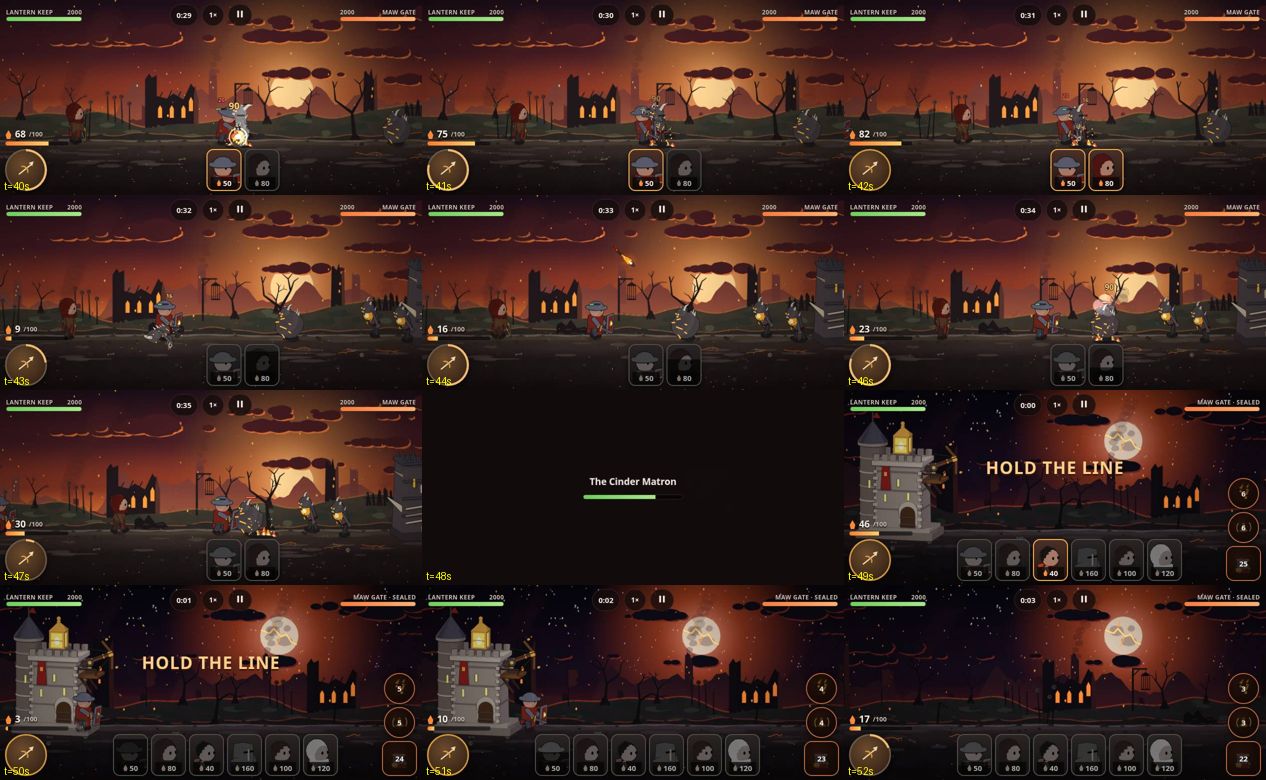 LANTERN KEEP 2000 0:29 1× 2000 MAW GATE
90
68 /100
50 80
t=40s
LANTERN KEEP 2000 0:30 1× 2000 MAW GATE
90
75 /100
50 80
t=41s
LANTERN KEEP 2000 0:31 1× 2000 MAW GATE
82 /100
50 80
t=42s
LANTERN KEEP 2000 0:32 1× 2000 MAW GATE
9 /100
50 80
t=43s
LANTERN KEEP 2000 0:33 1× 2000 MAW GATE
16 /100
50 80
t=44s
LANTERN KEEP 2000 0:34 1× 2000 MAW GATE
90
23 /100
50 80
t=46s
LANTERN KEEP 2000 0:35 1× 2000 MAW GATE
30 /100
50 80
t=47s
The Cinder Matron
t=48s
LANTERN KEEP 2000 0:00 1× MAW GATE · SEALED
HOLD THE LINE
6
6
46 /100
50 80 40 160 100 120
25
t=49s
LANTERN KEEP 2000 0:01 1× MAW GATE · SEALED
HOLD THE LINE
5
5
3 /100
50 80 40 160 100 120
24
t=50s
LANTERN KEEP 2000 0:02 1× MAW GATE · SEALED
4
4
10 /100
50 80 40 160 100 120
23
t=51s
LANTERN KEEP 2000 0:03 1× MAW GATE · SEALED
3
3
17 /100
50 80 40 160 100 120
22
t=52s